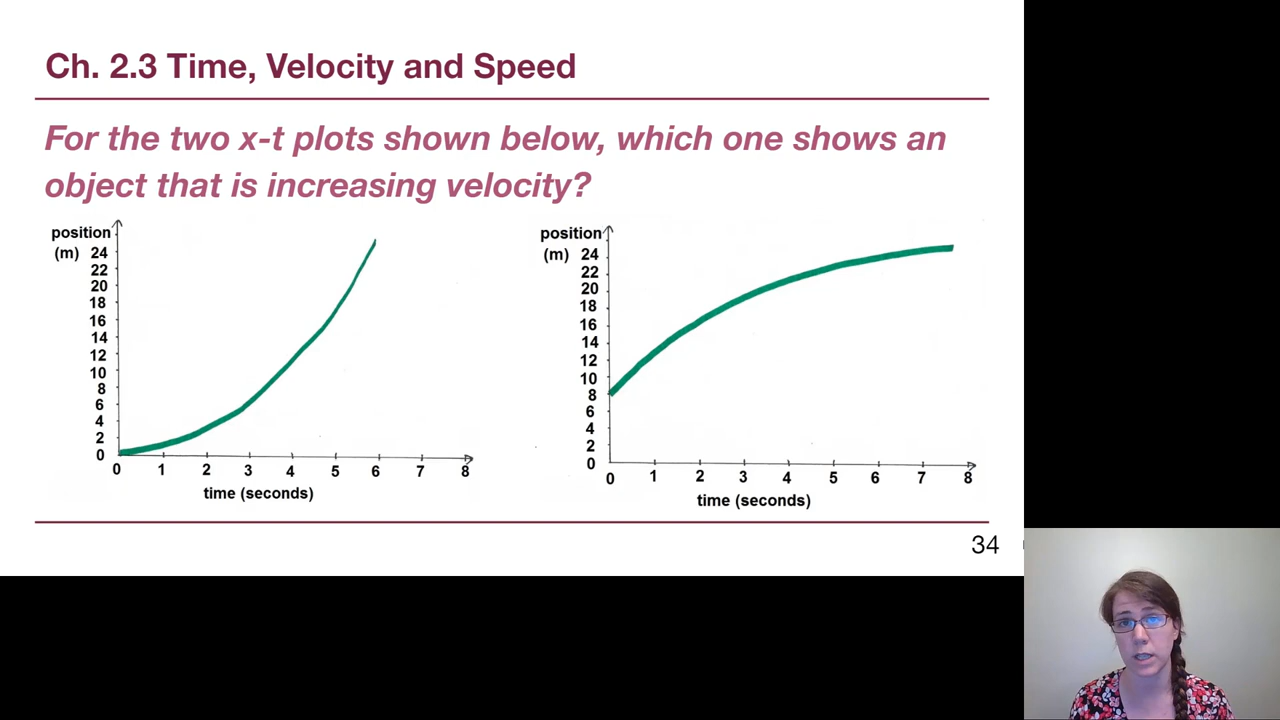 Ch. 2.3 Time, Velocity and Speed
For the two x-t plots shown below, which one shows an
object that is increasing velocity?
position
(m) 24
22
20
18
16
14
12
10
8
6
4
2
0
0 1 2 3 4 5 6 7 8
time (seconds)
position
(m) 24
22
20
18
16
14
12
10
8
6
4
2
0
0 1 2 3 4 5 6 7 8
time (seconds)
34